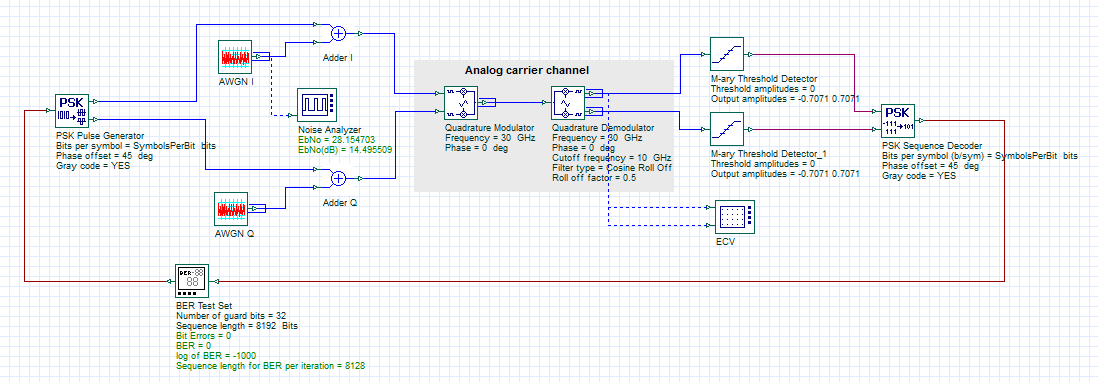 Analog carrier channel
Adder I
AWGN I
PSK
PSK Pulse Generator
Bits per symbol = SymbolsPerBit bits
Phase offset = 45 deg
Gray code = YES
Noise Analyzer
EbNo = 28.154703
EbNo(dB) = 14.495509
Quadrature Modulator
Frequency = 30 GHz
Phase = 0 deg
Quadrature Demodulator
Frequency = 30 GHz
Phase = 0 deg
Cutoff frequency = 10 GHz
Filter type = Cosine Roll Off
Roll off factor = 0.5
M-ary Threshold Detector
Threshold amplitudes = 0
Output amplitudes = -0.7071 0.7071
M-ary Threshold Detector_1
Threshold amplitudes = 0
Output amplitudes = -0.7071 0.7071
PSK
PSK Sequence Decoder
Bits per symbol (b/sym) = SymbolsPerBit bits
Phase offset = 45 deg
Gray code = YES
Adder Q
AWGN Q
ECV
BER Test Set
Number of guard bits = 32
Sequence length = 8192 Bits
Bit Errors = 0
BER = 0
log of BER = -1000
Sequence length for BER per iteration = 8128